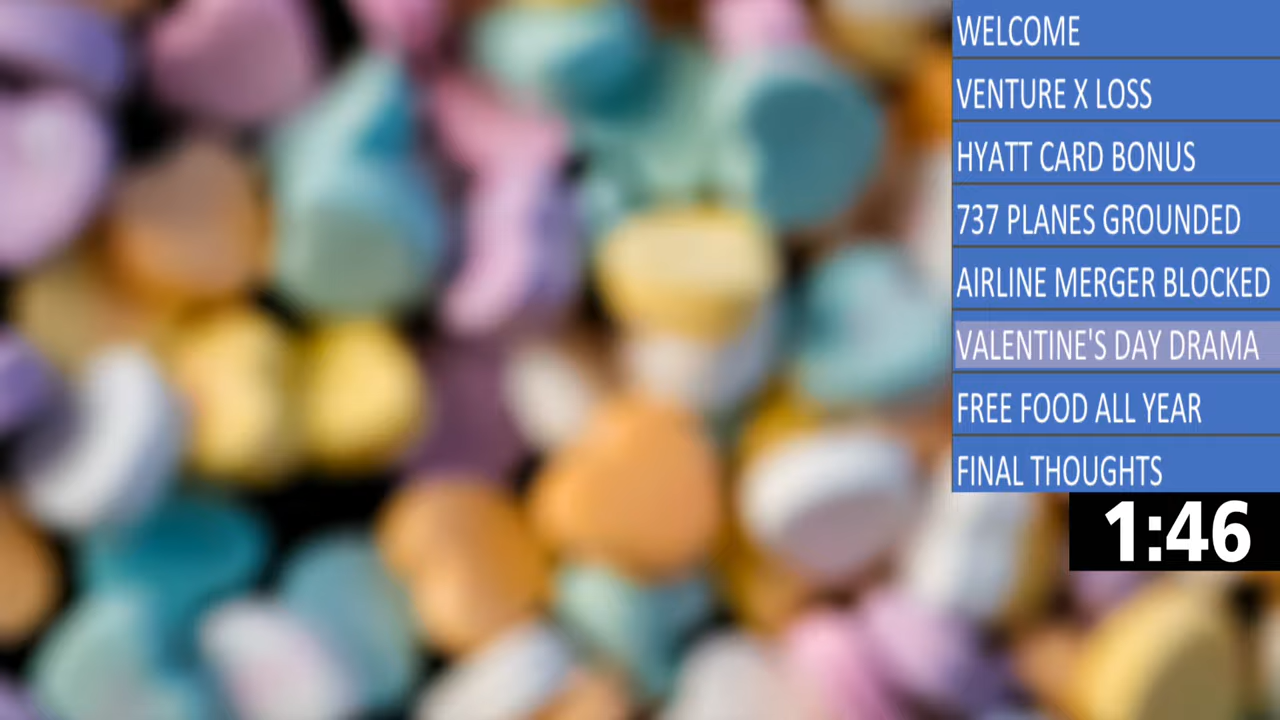 WELCOME
VENTURE X LOSS
HYATT CARD BONUS
737 PLANES GROUNDED
AIRLINE MERGER BLOCKED
VALENTINE'S DAY DRAMA
FREE FOOD ALL YEAR
FINAL THOUGHTS
1:46